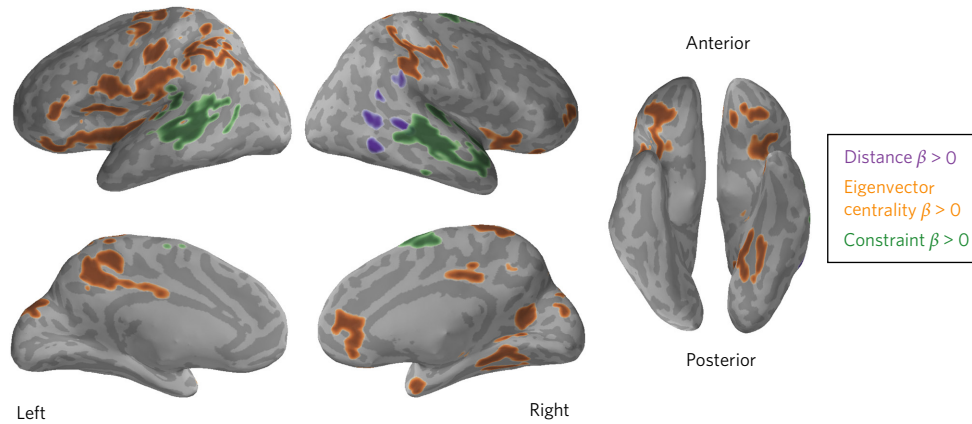 Anterior
Distance β > 0
Eigenvector
centrality β > 0
Constraint β > 0
Posterior
Left
Right